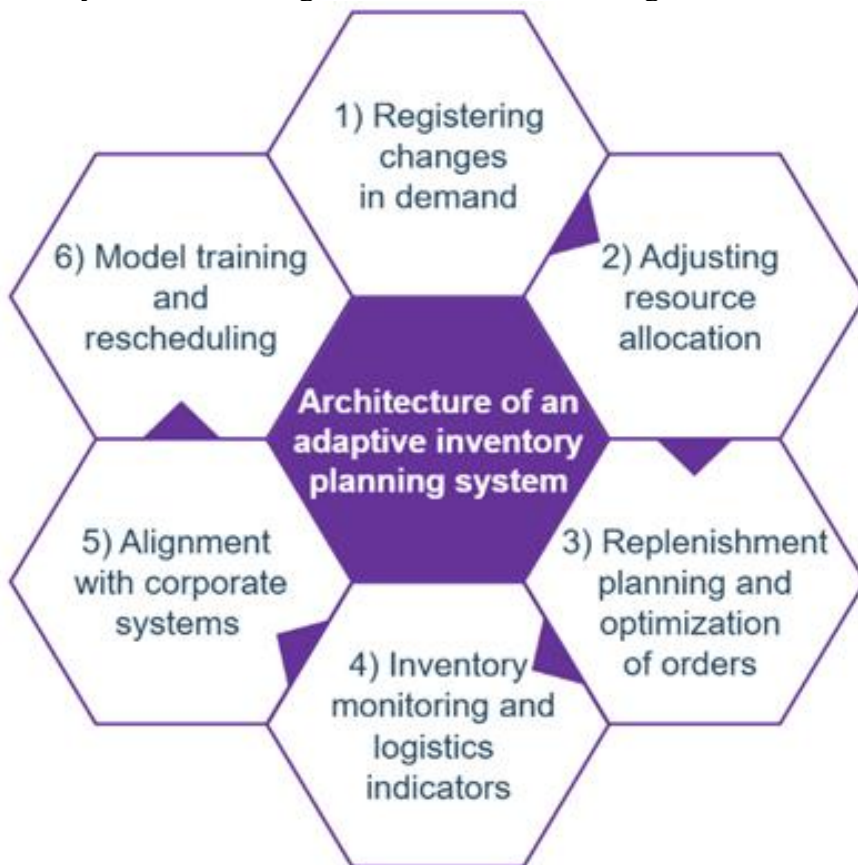 1) Registering
changes
in demand
2) Adjusting
resource
allocation
3) Replenishment
planning and
optimization
of orders
4) Inventory
monitoring and
logistics
indicators
5) Alignment
with corporate
systems
6) Model training
and
rescheduling
Architecture of an
adaptive inventory
planning system